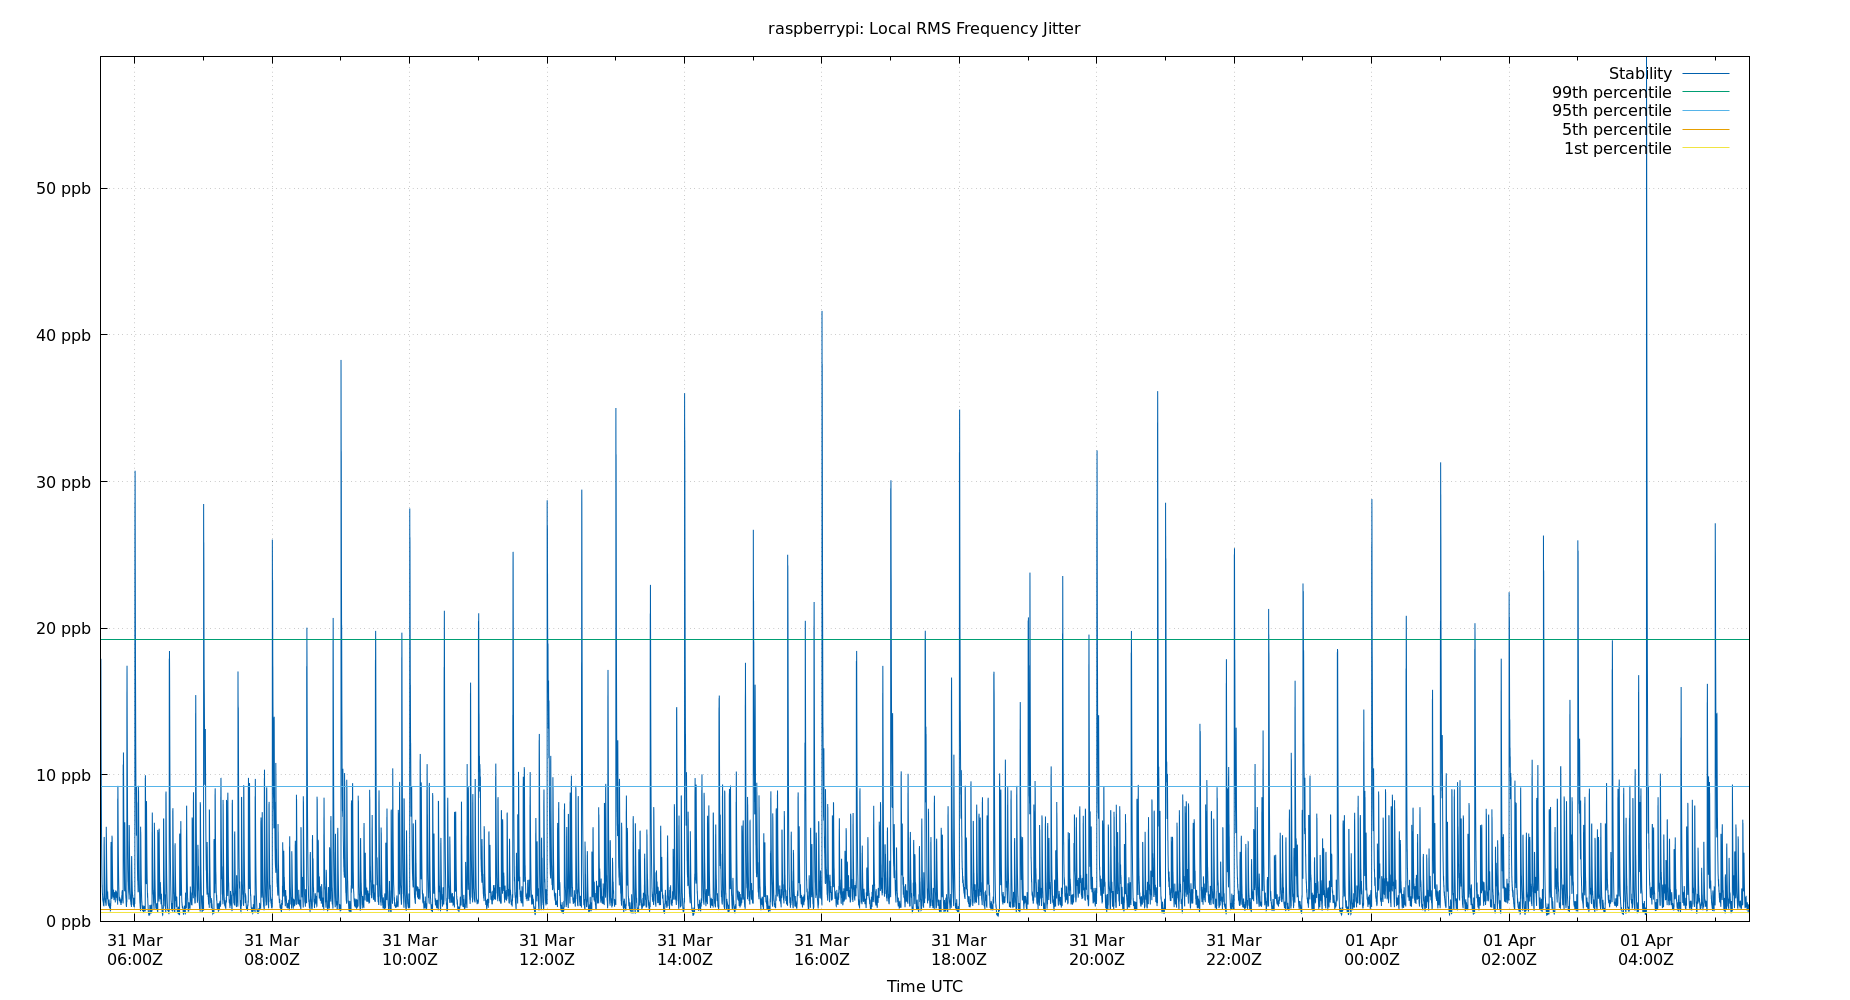 raspberrypi: Local RMS Frequency Jitter
Stability
99th percentile
95th percentile
5th percentile
1st percentile
50 ppb
40 ppb
30 ppb
20 ppb
10 ppb
0 ppb
31 Mar 31 Mar 31 Mar 31 Mar 31 Mar 31 Mar 31 Mar 31 Mar 31 Mar 01 Apr 01 Apr 01 Apr
06:00Z 08:00Z 10:00Z 12:00Z 14:00Z 16:00Z 18:00Z 20:00Z 22:00Z 00:00Z 02:00Z 04:00Z
Time UTC